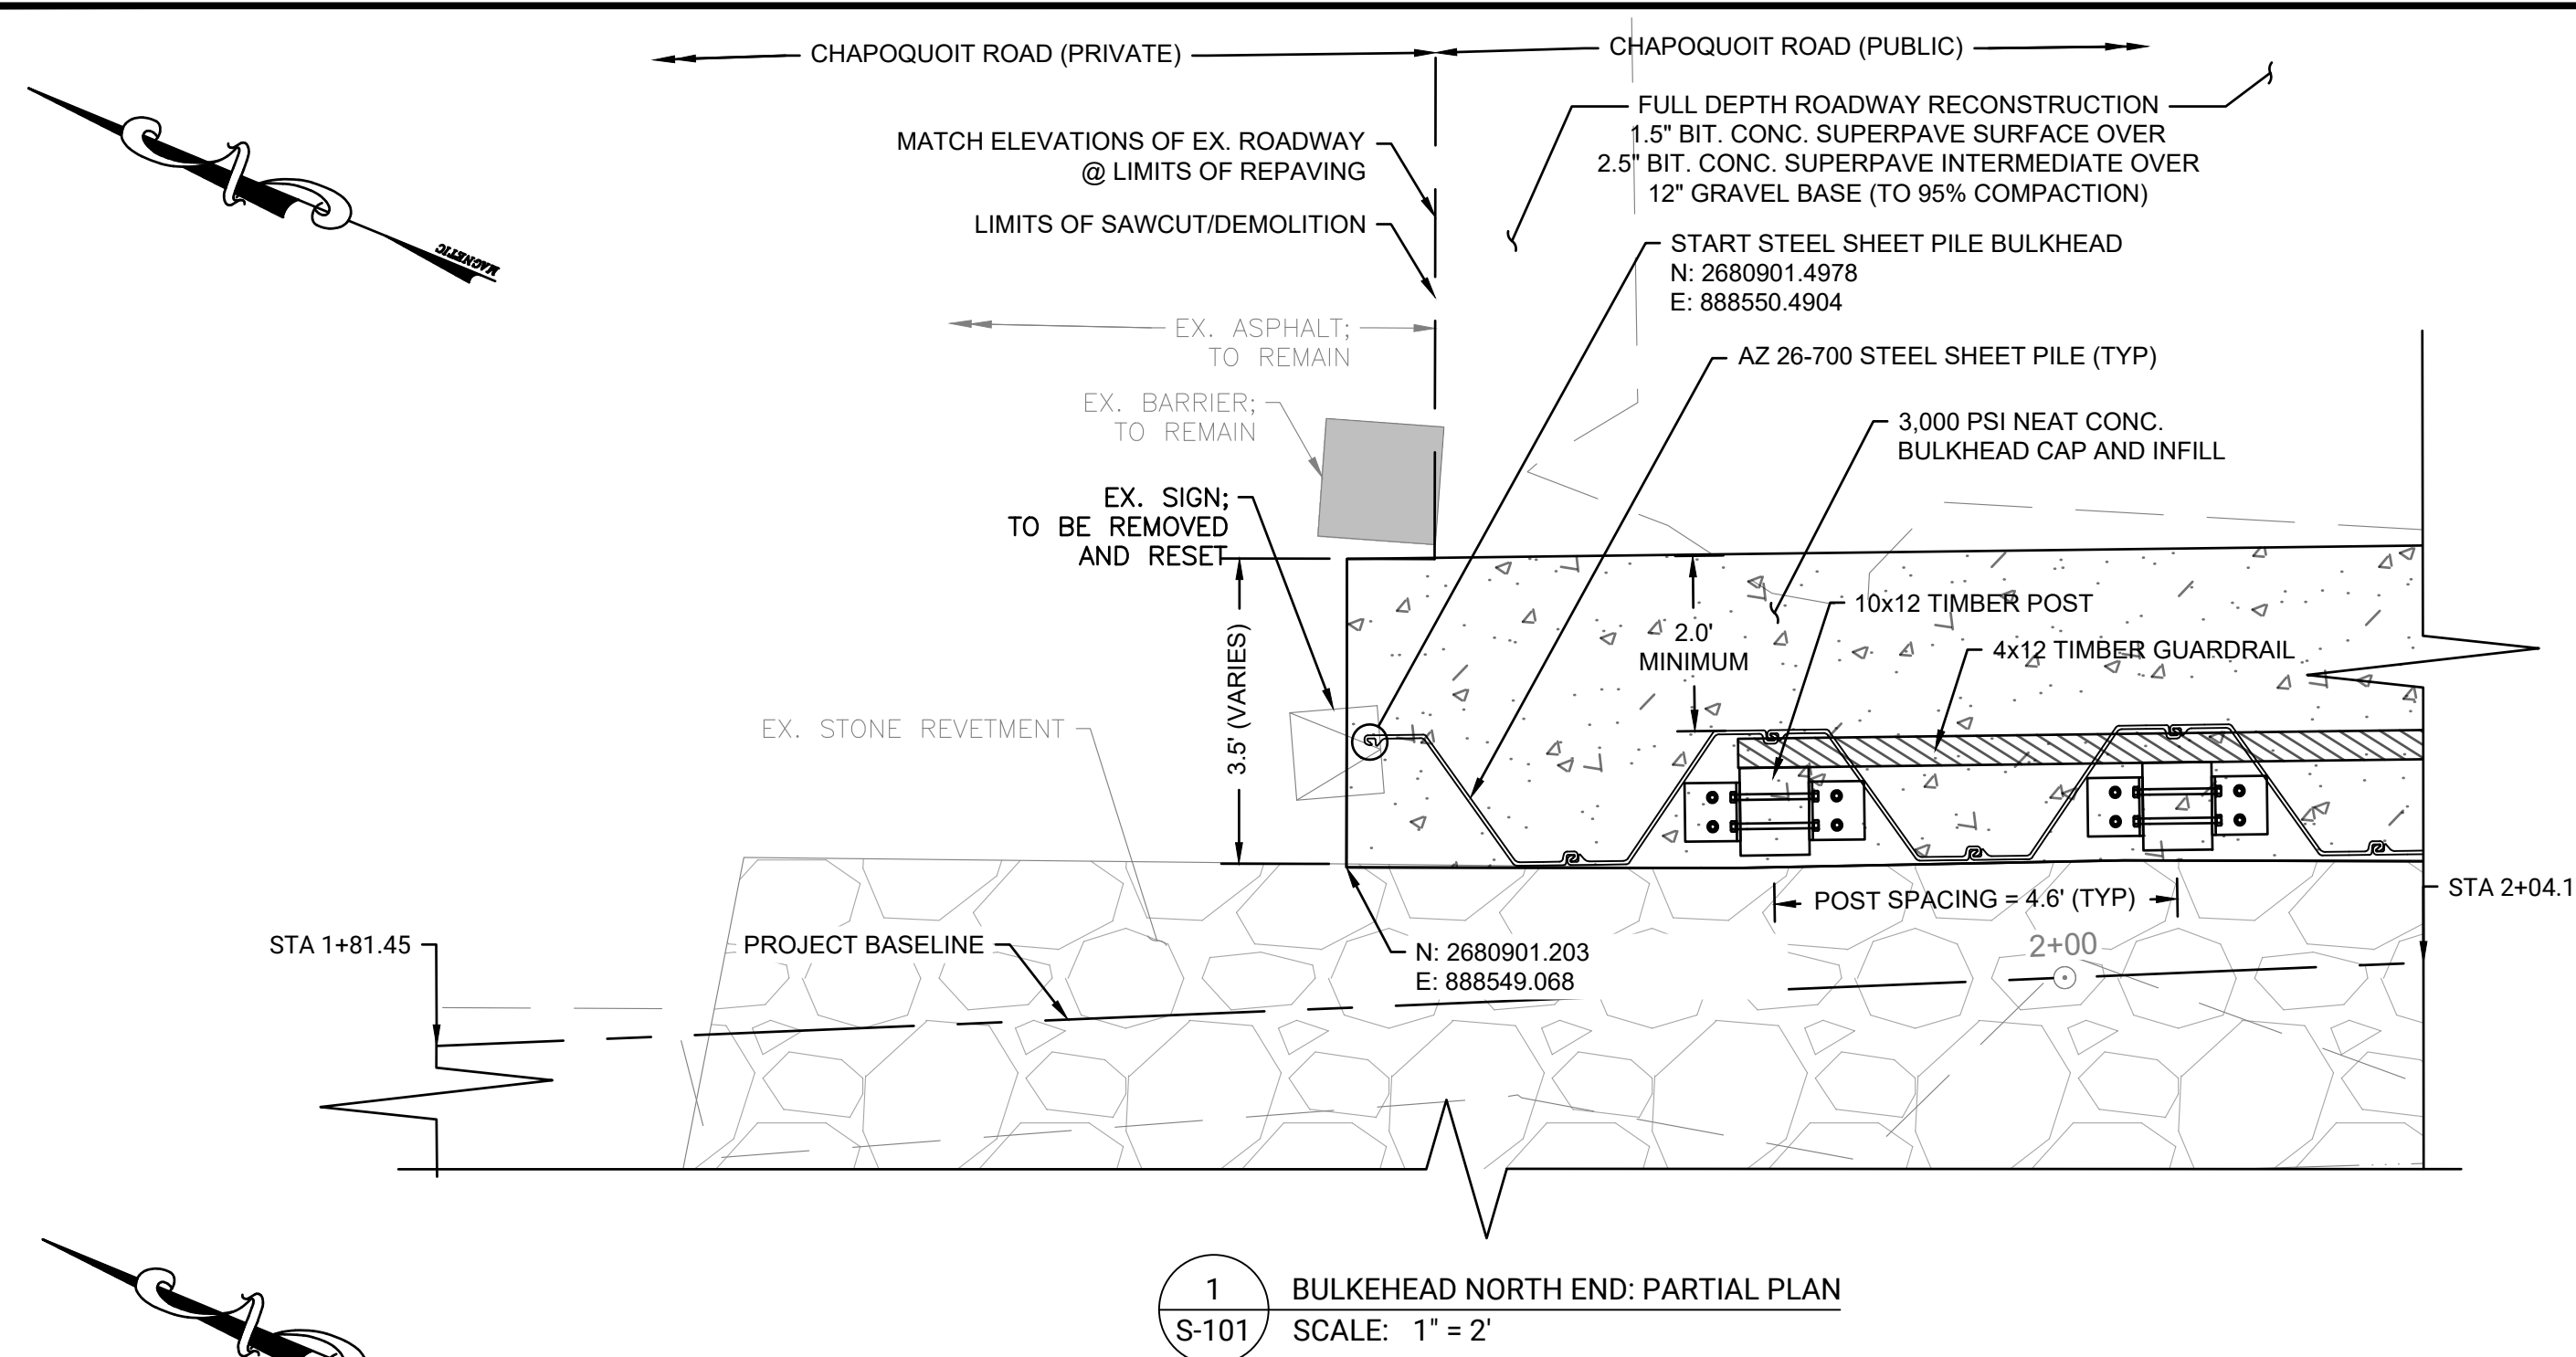 CHAPOQUOIT ROAD (PRIVATE)
CHAPOQUOIT ROAD (PUBLIC)
MAGNETIC
MATCH ELEVATIONS OF EX. ROADWAY
@ LIMITS OF REPAVING
LIMITS OF SAWCUT/DEMOLITION
FULL DEPTH ROADWAY RECONSTRUCTION
1.5" BIT. CONC. SUPERPAVE SURFACE OVER
2.5" BIT. CONC. SUPERPAVE INTERMEDIATE OVER
12" GRAVEL BASE (TO 95% COMPACTION)
START STEEL SHEET PILE BULKHEAD
N: 2680901.4978
E: 888550.4904
EX. ASPHALT;
TO REMAIN
AZ 26-700 STEEL SHEET PILE (TYP)
EX. BARRIER;
TO REMAIN
3,000 PSI NEAT CONC.
BULKHEAD CAP AND INFILL
EX. SIGN;
TO BE REMOVED
AND RESET
3.5' (VARIES)
2.0'
MINIMUM
10x12 TIMBER POST
4x12 TIMBER GUARDRAIL
EX. STONE REVETMENT
POST SPACING = 4.6' (TYP)
STA 2+04.1
STA 1+81.45
PROJECT BASELINE
N: 2680901.203
E: 888549.068
2+00
1
S-101
BULKEHEAD NORTH END: PARTIAL PLAN
SCALE: 1" = 2'